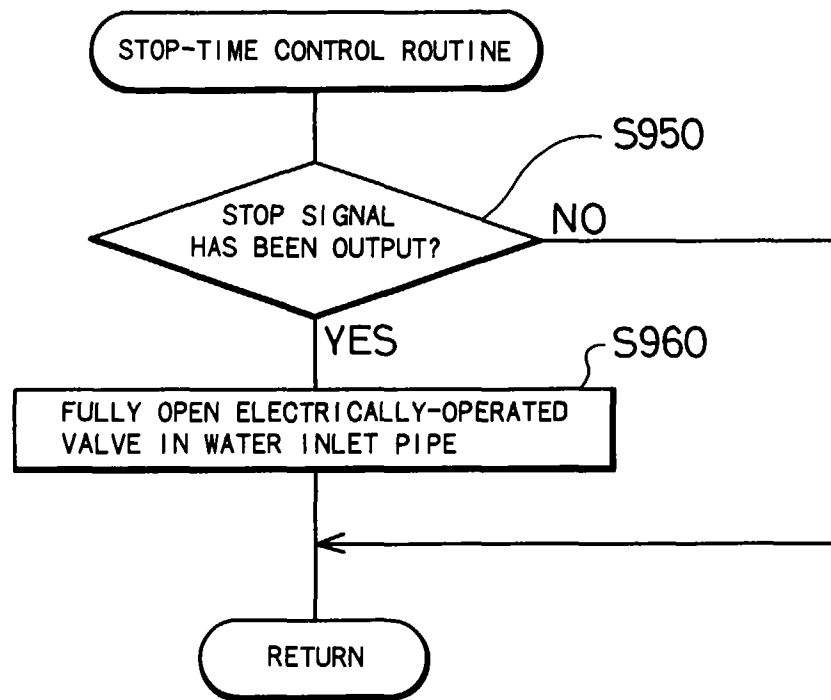 STOP-TIME CONTROL ROUTINE
S950
STOP SIGNAL
HAS BEEN OUTPUT?
NO
YES
S960
FULLY OPEN ELECTRICALLY-OPERATED
VALVE IN WATER INLET PIPE
RETURN